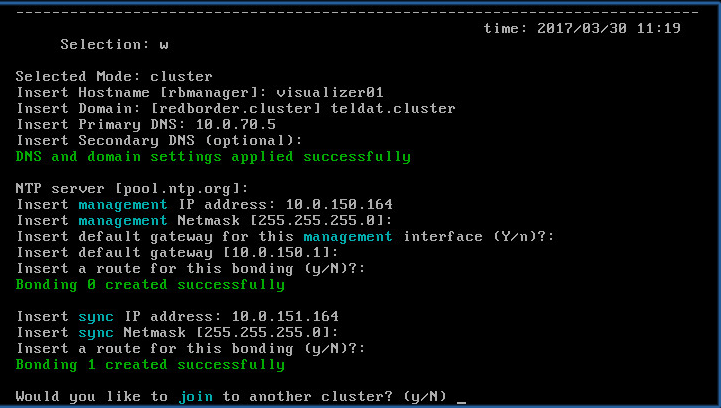 --------------------------------------------------------------------------------
time: 2017/03/30 11:19
Selection: w
Selected Mode: cluster
Insert Hostname [rbmanager]: visualizer01
Insert Domain: [redborder.cluster] teldat.cluster
Insert Primary DNS: 10.0.70.5
Insert Secondary DNS (optional):
DNS and domain settings applied successfully
NTP server [pool.ntp.org]:
Insert management IP address: 10.0.150.164
Insert management Netmask [255.255.255.0]:
Insert default gateway for this management interface (Y/n)?:
Insert default gateway [10.0.150.1]:
Insert a route for this bonding (y/N)?:
Bonding 0 created successfully
Insert sync IP address: 10.0.151.164
Insert sync Netmask [255.255.255.0]:
Insert a route for this bonding (y/N)?:
Bonding 1 created successfully
Would you like to join to another cluster? (y/N) _